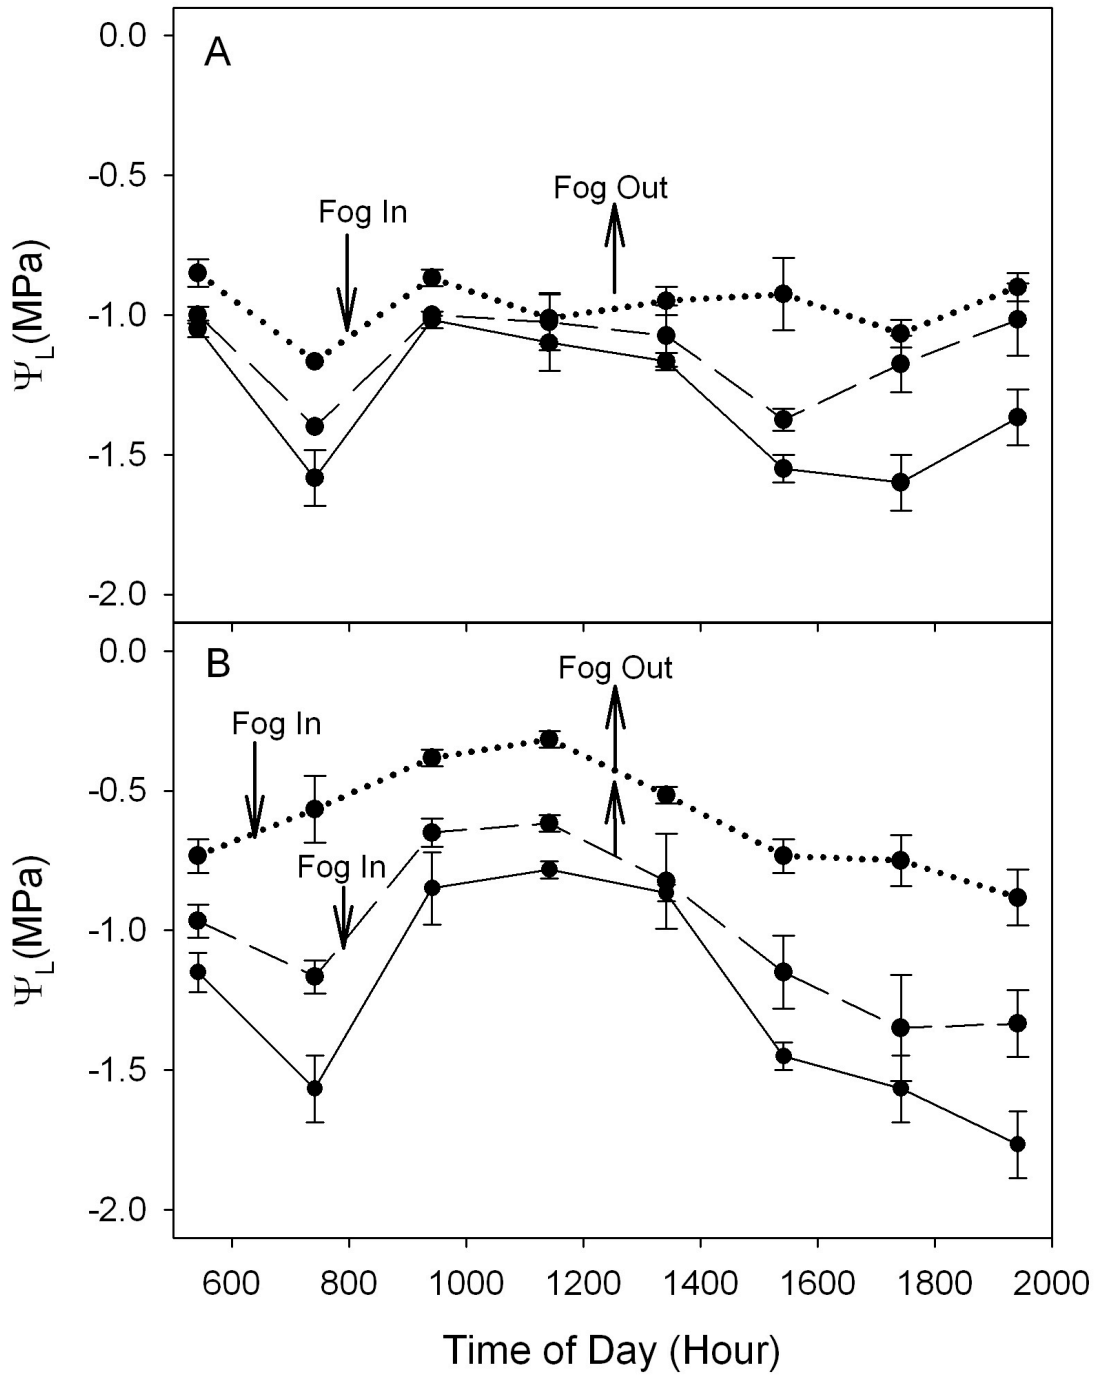 0.0
A
-0.5
Fog Out
Fog In
-1.0
ΨL(MPa)
-1.5
-2.0
0.0
B
Fog Out
Fog In
-0.5
Fog In
-1.0
ΨL(MPa)
-1.5
-2.0
600 800 1000 1200 1400 1600 1800 2000
Time of Day (Hour)